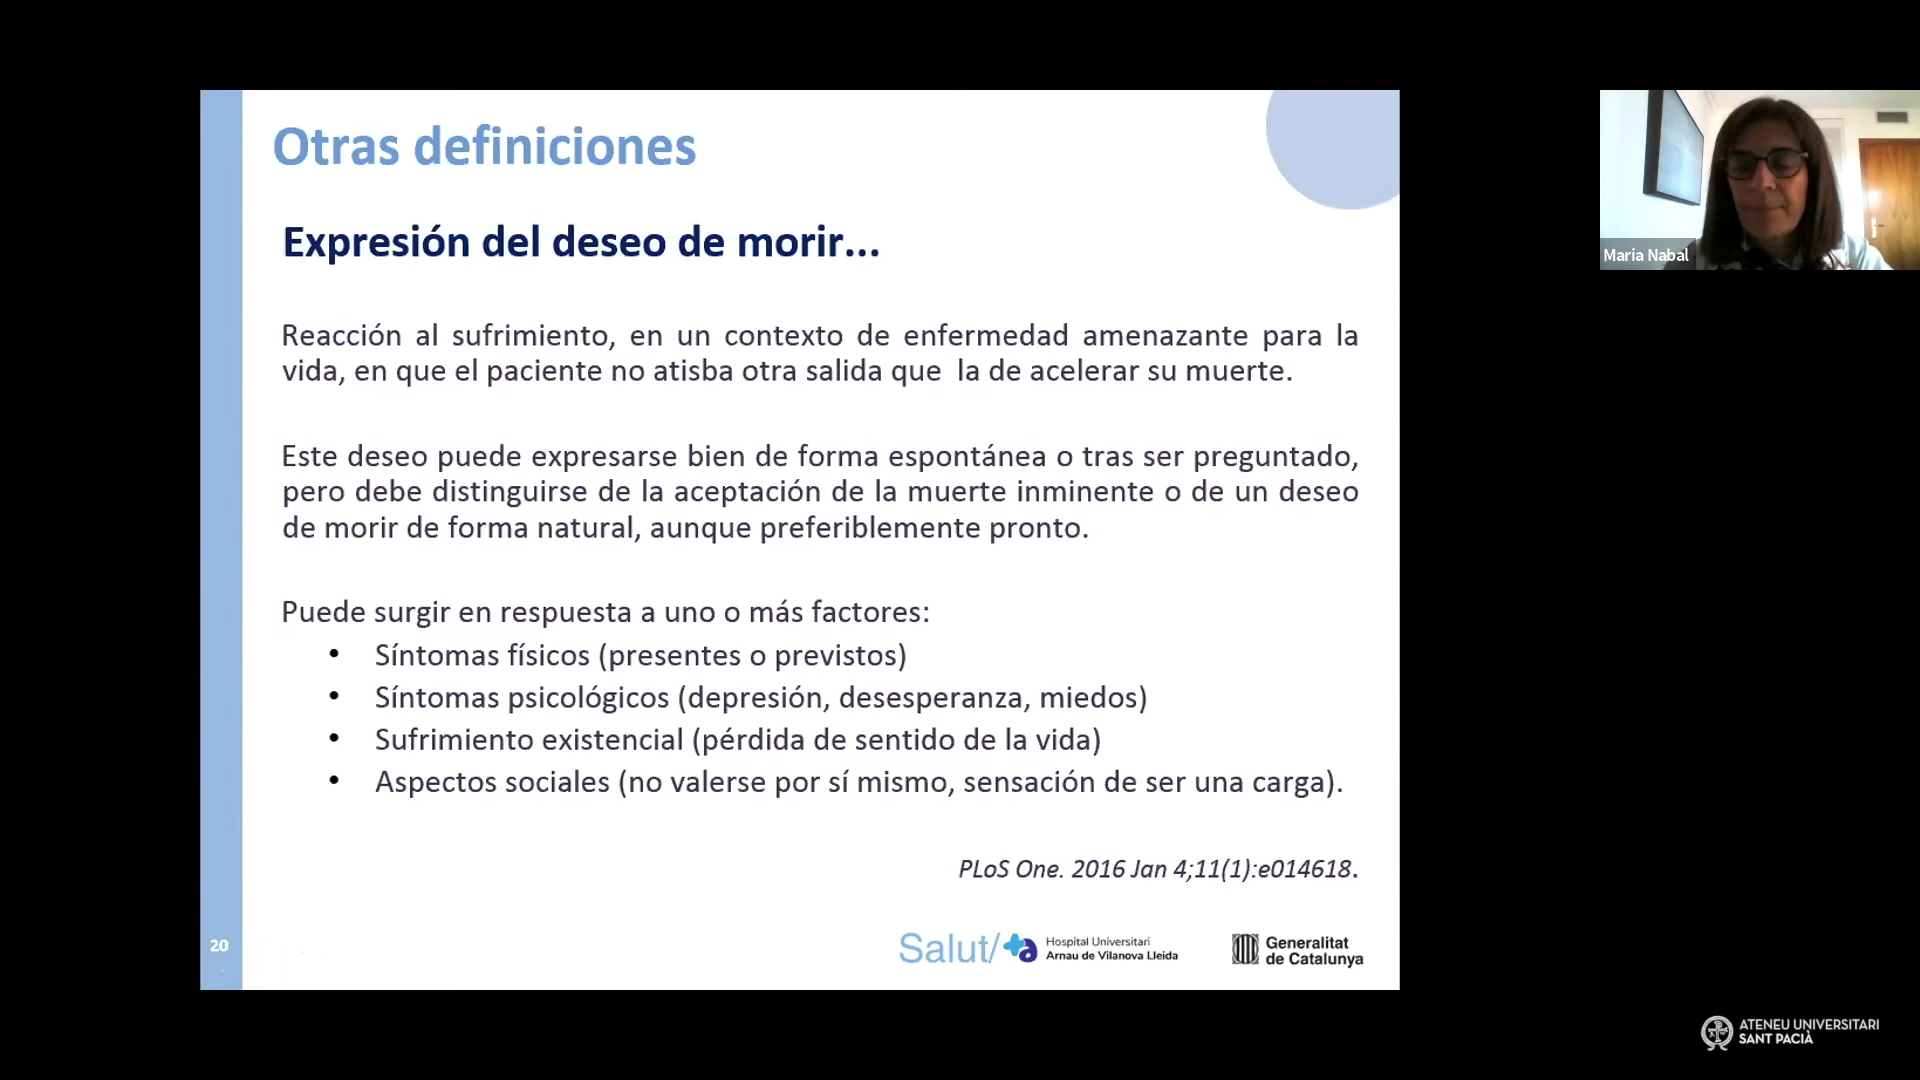 Otras definiciones
Expresión del deseo de morir...
Reacción al sufrimiento, en un contexto de enfermedad amenazante para la
vida, en que el paciente no atisba otra salida que la de acelerar su muerte.
Este deseo puede expresarse bien de forma espontánea o tras ser preguntado,
pero debe distinguirse de la aceptación de la muerte inminente o de un deseo
de morir de forma natural, aunque preferiblemente pronto.
Puede surgir en respuesta a uno o más factores:
• Síntomas físicos (presentes o previstos)
• Síntomas psicológicos (depresión, desesperanza, miedos)
• Sufrimiento existencial (pérdida de sentido de la vida)
• Aspectos sociales (no valerse por sí mismo, sensación de ser una carga).
PLoS One. 2016 Jan 4;11(1):e014618.
20
Salut/
Hospital Universitari
Arnau de Vilanova Lleida
Generalitat
de Catalunya
Maria Nabal
ATENEU UNIVERSITARI
SANT PACIÀ